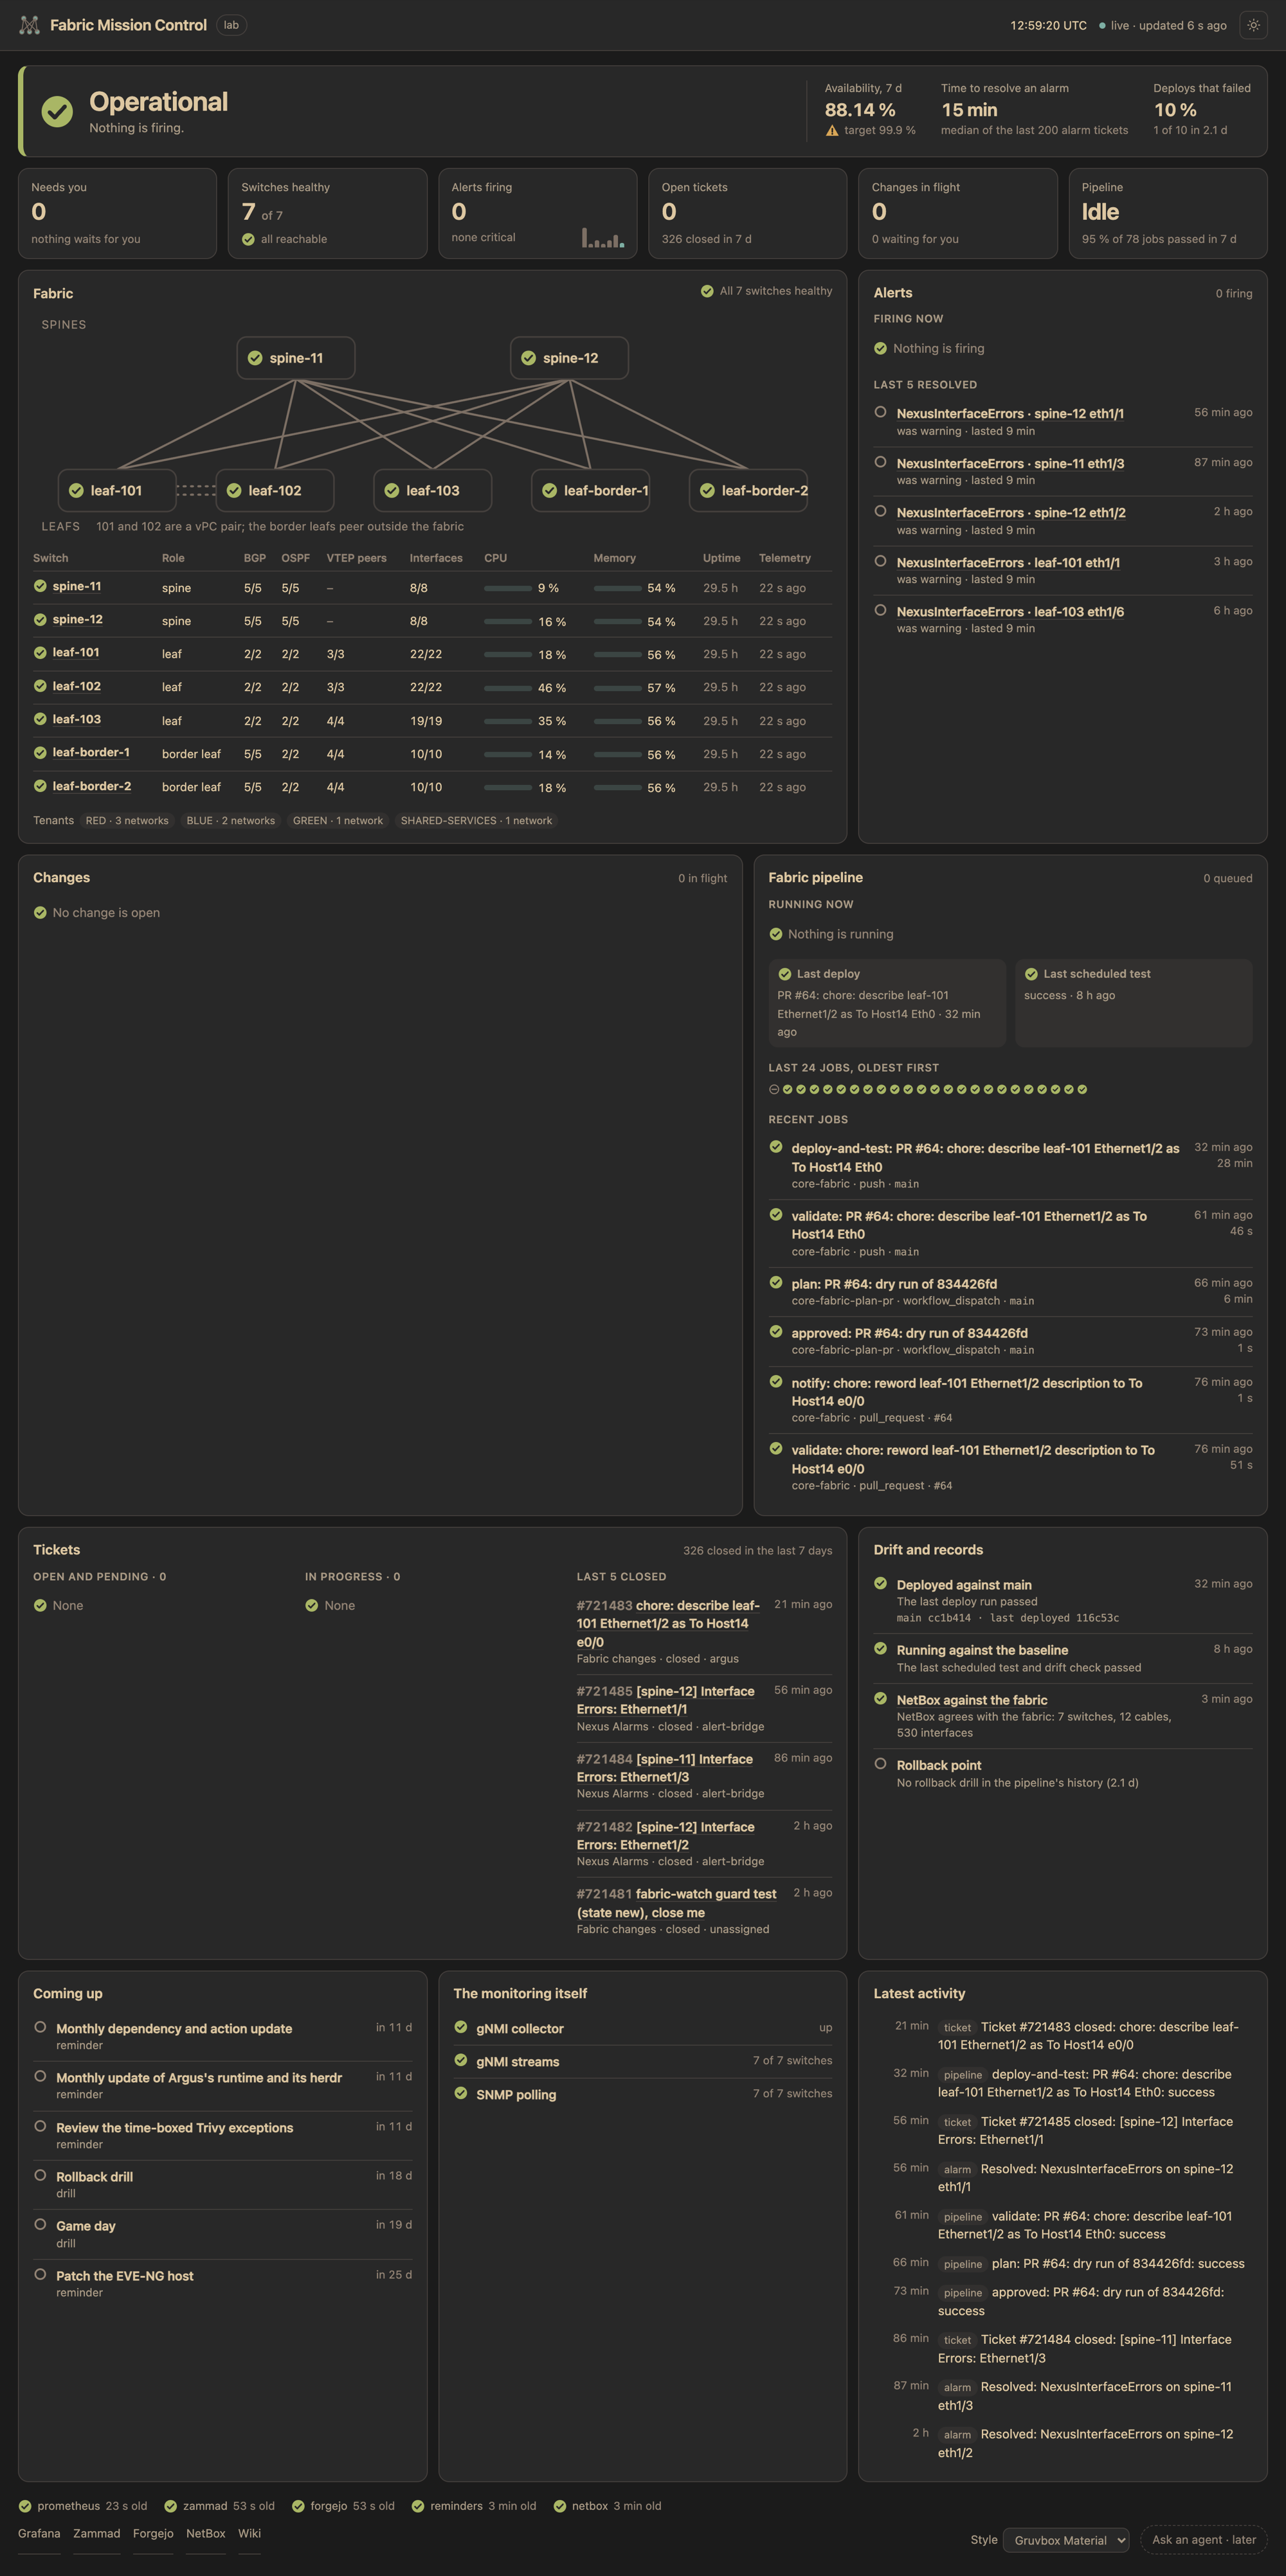 Fabric Mission Control lab
12:59:20 UTC live · updated 6 s ago
Operational
Nothing is firing.
Availability, 7 d
88.14 %
target 99.9 %
Time to resolve an alarm
15 min
median of the last 200 alarm tickets
Deploys that failed
10 %
1 of 10 in 2.1 d
Needs you
0
nothing waits for you
Switches healthy
7 of 7
all reachable
Alerts firing
0
none critical
Open tickets
0
326 closed in 7 d
Changes in flight
0
0 waiting for you
Pipeline
Idle
95 % of 78 jobs passed in 7 d
Fabric
All 7 switches healthy
SPINES
spine-11
spine-12
leaf-101
leaf-102
leaf-103
leaf-border-1
leaf-border-2
LEAFS 101 and 102 are a vPC pair; the border leafs peer outside the fabric
Switch Role BGP OSPF VTEP peers Interfaces CPU Memory Uptime Telemetry
spine-11 spine 5/5 5/5 – 8/8 9 % 54 % 29.5 h 22 s ago
spine-12 spine 5/5 5/5 – 8/8 16 % 54 % 29.5 h 22 s ago
leaf-101 leaf 2/2 2/2 3/3 22/22 18 % 56 % 29.5 h 22 s ago
leaf-102 leaf 2/2 2/2 3/3 22/22 46 % 57 % 29.5 h 22 s ago
leaf-103 leaf 2/2 2/2 4/4 19/19 35 % 56 % 29.5 h 22 s ago
leaf-border-1 border leaf 5/5 2/2 4/4 10/10 14 % 56 % 29.5 h 22 s ago
leaf-border-2 border leaf 5/5 2/2 4/4 10/10 18 % 56 % 29.5 h 22 s ago
Tenants RED · 3 networks BLUE · 2 networks GREEN · 1 network SHARED-SERVICES · 1 network
Alerts
0 firing
FIRING NOW
Nothing is firing
LAST 5 RESOLVED
NexusInterfaceErrors · spine-12 eth1/1 56 min ago
was warning · lasted 9 min
NexusInterfaceErrors · spine-11 eth1/3 87 min ago
was warning · lasted 9 min
NexusInterfaceErrors · spine-12 eth1/2 2 h ago
was warning · lasted 9 min
NexusInterfaceErrors · leaf-101 eth1/1 3 h ago
was warning · lasted 9 min
NexusInterfaceErrors · leaf-103 eth1/6 6 h ago
was warning · lasted 9 min
Changes
0 in flight
No change is open
Fabric pipeline
0 queued
RUNNING NOW
Nothing is running
Last deploy
PR #64: chore: describe leaf-101
Ethernet1/2 as To Host14 Eth0 · 32 min
ago
Last scheduled test
success · 8 h ago
LAST 24 JOBS, OLDEST FIRST
RECENT JOBS
deploy-and-test: PR #64: chore: describe leaf-101 Ethernet1/2 as 32 min ago
To Host14 Eth0 28 min
core-fabric · push · main
validate: PR #64: chore: describe leaf-101 Ethernet1/2 as To 61 min ago
Host14 Eth0 46 s
core-fabric · push · main
plan: PR #64: dry run of 834426fd 66 min ago
core-fabric-plan-pr · workflow_dispatch · main 6 min
approved: PR #64: dry run of 834426fd 73 min ago
core-fabric-plan-pr · workflow_dispatch · main 1 s
notify: chore: reword leaf-101 Ethernet1/2 description to To 76 min ago
Host14 e0/0 1 s
core-fabric · pull_request · #64
validate: chore: reword leaf-101 Ethernet1/2 description to To 76 min ago
Host14 e0/0 51 s
core-fabric · pull_request · #64
Tickets
326 closed in the last 7 days
OPEN AND PENDING · 0
None
IN PROGRESS · 0
None
LAST 5 CLOSED
#721483 chore: describe leaf- 21 min ago
101 Ethernet1/2 as To Host14
e0/0
Fabric changes · closed · argus
#721485 [spine-12] Interface 56 min ago
Errors: Ethernet1/1
Nexus Alarms · closed · alert-bridge
#721484 [spine-11] Interface 86 min ago
Errors: Ethernet1/3
Nexus Alarms · closed · alert-bridge
#721482 [spine-12] Interface 2 h ago
Errors: Ethernet1/2
Nexus Alarms · closed · alert-bridge
#721481 fabric-watch guard test 2 h ago
(state new), close me
Fabric changes · closed · unassigned
Drift and records
Deployed against main 32 min ago
The last deploy run passed
main cc1b414 · last deployed 116c53c
Running against the baseline 8 h ago
The last scheduled test and drift check passed
NetBox against the fabric 3 min ago
NetBox agrees with the fabric: 7 switches, 12 cables,
530 interfaces
Rollback point
No rollback drill in the pipeline's history (2.1 d)
Coming up
Monthly dependency and action update in 11 d
reminder
Monthly update of Argus's runtime and its herdr in 11 d
reminder
Review the time-boxed Trivy exceptions in 11 d
reminder
Rollback drill in 18 d
drill
Game day in 19 d
drill
Patch the EVE-NG host in 25 d
reminder
The monitoring itself
gNMI collector up
gNMI streams 7 of 7 switches
SNMP polling 7 of 7 switches
Latest activity
21 min ticket Ticket #721483 closed: chore: describe leaf-
101 Ethernet1/2 as To Host14 e0/0
32 min pipeline deploy-and-test: PR #64: chore: describe
leaf-101 Ethernet1/2 as To Host14 Eth0: success
56 min ticket Ticket #721485 closed: [spine-12] Interface
Errors: Ethernet1/1
56 min alarm Resolved: NexusInterfaceErrors on spine-12
eth1/1
61 min pipeline validate: PR #64: chore: describe leaf-101
Ethernet1/2 as To Host14 Eth0: success
66 min pipeline plan: PR #64: dry run of 834426fd: success
73 min pipeline approved: PR #64: dry run of 834426fd:
success
86 min ticket Ticket #721484 closed: [spine-11] Interface
Errors: Ethernet1/3
87 min alarm Resolved: NexusInterfaceErrors on spine-11
eth1/3
2 h alarm Resolved: NexusInterfaceErrors on spine-12
eth1/2
prometheus 23 s old zammad 53 s old forgejo 53 s old reminders 3 min old netbox 3 min old
Grafana Zammad Forgejo NetBox Wiki
Style Gruvbox Material Ask an agent · later